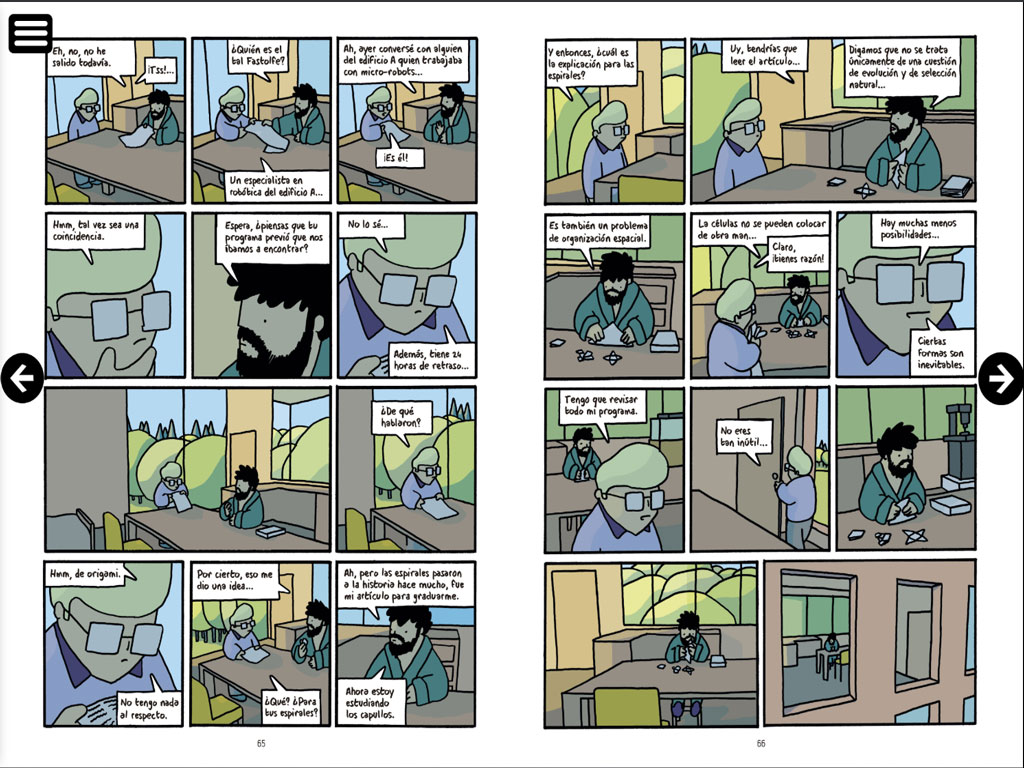 Eh, no, no he
salido todavía.
¡Tss!...
¿Quién es el
tal Fastolfe?
Un especialista en
robótica del edificio A...
Ah, ayer conversé con alguien
del edificio A quien trabajaba
con micro-robots...
¡Es él!
Hmm, tal vez sea una
coincidencia.
Espera, ¿piensas que tu
programa previó que nos
íbamos a encontrar?
No lo sé...
Además, tiene 24
horas de retraso...
¿De qué
hablaron?
Hmm, de origami.
No tengo nada
al respecto.
Por cierto, eso me
dio una idea...
¿Qué? ¿Para
tus espirales?
Ah, pero las espirales pasaron
a la historia hace mucho, fue
mi artículo para graduarme.
Ahora estoy
estudiando
los capullos.
65
Y entonces, ¿cuál es
la explicación para las
espirales?
Uy, tendrías que
leer el artículo...
Digamos que no se trata
únicamente de una cuestión
de evolución y de selección
natural...
Es también un problema
de organización espacial.
La células no se pueden colocar
de otra man...
Claro,
¡tienes razón!
Hay muchas menos
posibilidades...
Ciertas
formas son
inevitables.
Tengo que revisar
todo mi programa.
No eres
tan inútil...
66